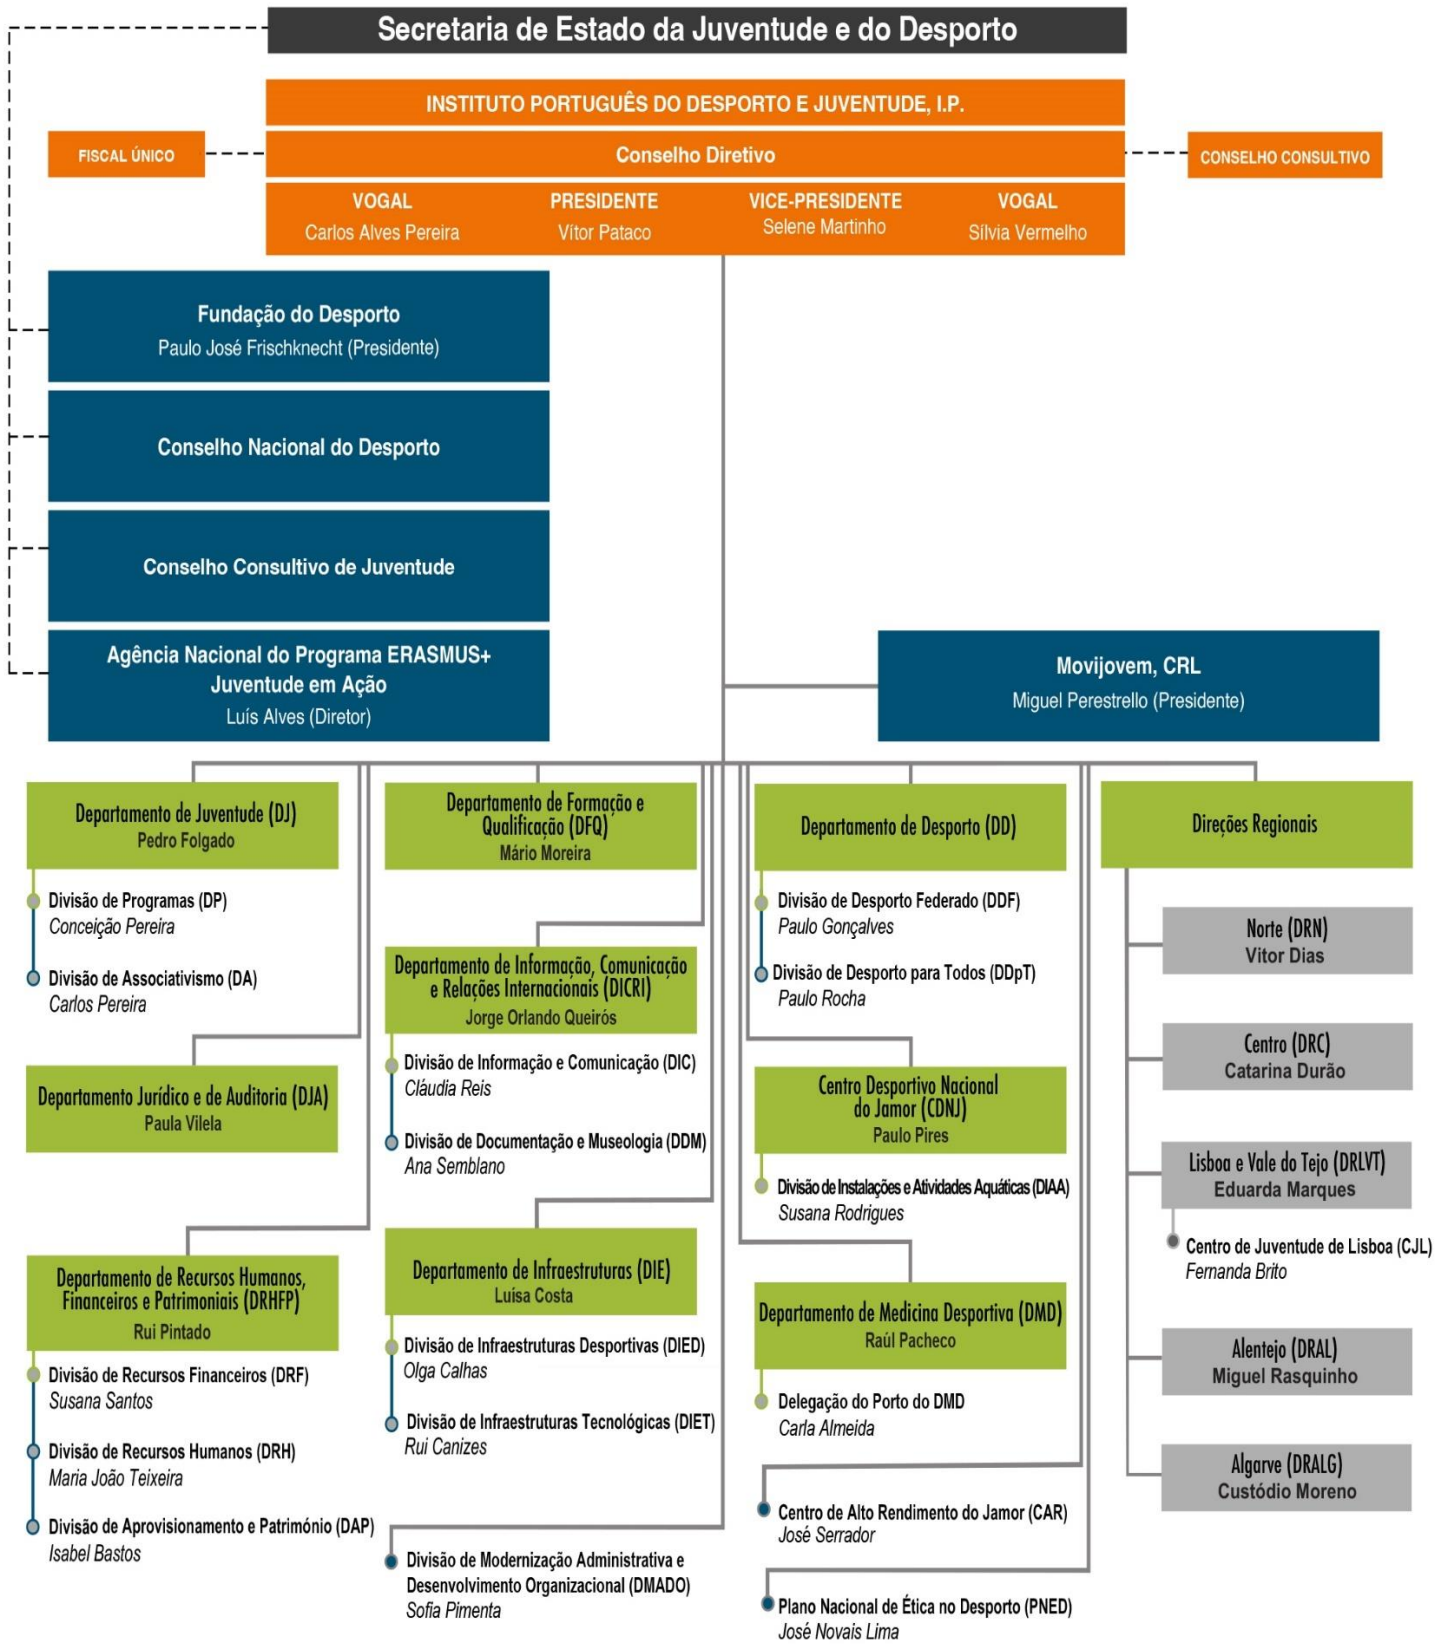 Secretaria de Estado da Juventude e do Desporto
INSTITUTO PORTUGUÊS DO DESPORTO E JUVENTUDE, I.P.
FISCAL ÚNICO
Conselho Diretivo
CONSELHO CONSULTIVO
VOGAL
Carlos Alves Pereira
PRESIDENTE
Vítor Pataco
VICE-PRESIDENTE
Selene Martinho
VOGAL
Sílvia Vermelho
Fundação do Desporto
Paulo José Frischknecht (Presidente)
Conselho Nacional do Desporto
Conselho Consultivo de Juventude
Agência Nacional do Programa ERASMUS+
Juventude em Ação
Luís Alves (Diretor)
Movijovem, CRL
Miguel Perestrello (Presidente)
Departamento de Juventude (DJ)
Pedro Folgado
Divisão de Programas (DP)
Conceição Pereira
Divisão de Associativismo (DA)
Carlos Pereira
Departamento Jurídico e de Auditoria (DJA)
Paula Vilela
Departamento de Recursos Humanos,
Financeiros e Patrimoniais (DRHFP)
Rui Pintado
Divisão de Recursos Financeiros (DRF)
Susana Santos
Divisão de Recursos Humanos (DRH)
Maria João Teixeira
Divisão de Aprovisionamento e Património (DAP)
Isabel Bastos
Departamento de Formação e
Qualificação (DFQ)
Mário Moreira
Departamento de Informação, Comunicação
e Relações Internacionais (DICRI)
Jorge Orlando Queirós
Divisão de Informação e Comunicação (DIC)
Cláudia Reis
Divisão de Documentação e Museologia (DDM)
Ana Semblano
Departamento de Infraestruturas (DIE)
Luísa Costa
Divisão de Infraestruturas Desportivas (DIED)
Olga Calhas
Divisão de Infraestruturas Tecnológicas (DIET)
Rui Canizes
Divisão de Modernização Administrativa e
Desenvolvimento Organizacional (DMADO)
Sofia Pimenta
Departamento de Desporto (DD)
Divisão de Desporto Federado (DDF)
Paulo Gonçalves
Divisão de Desporto para Todos (DDpT)
Paulo Rocha
Centro Desportivo Nacional
do Jamor (CDNJ)
Paulo Pires
Divisão de Instalações e Atividades Aquáticas (DIAA)
Susana Rodrigues
Departamento de Medicina Desportiva (DMD)
Raúl Pacheco
Delegação do Porto do DMD
Carla Almeida
Centro de Alto Rendimento do Jamor (CAR)
José Serrador
Plano Nacional de Ética no Desporto (PNED)
José Novais Lima
Direções Regionais
Norte (DRN)
Vitor Dias
Centro (DRC)
Catarina Durão
Lisboa e Vale do Tejo (DRLVT)
Eduarda Marques
Centro de Juventude de Lisboa (CJL)
Fernanda Brito
Alentejo (DRAL)
Miguel Rasquinho
Algarve (DRALG)
Custódio Moreno